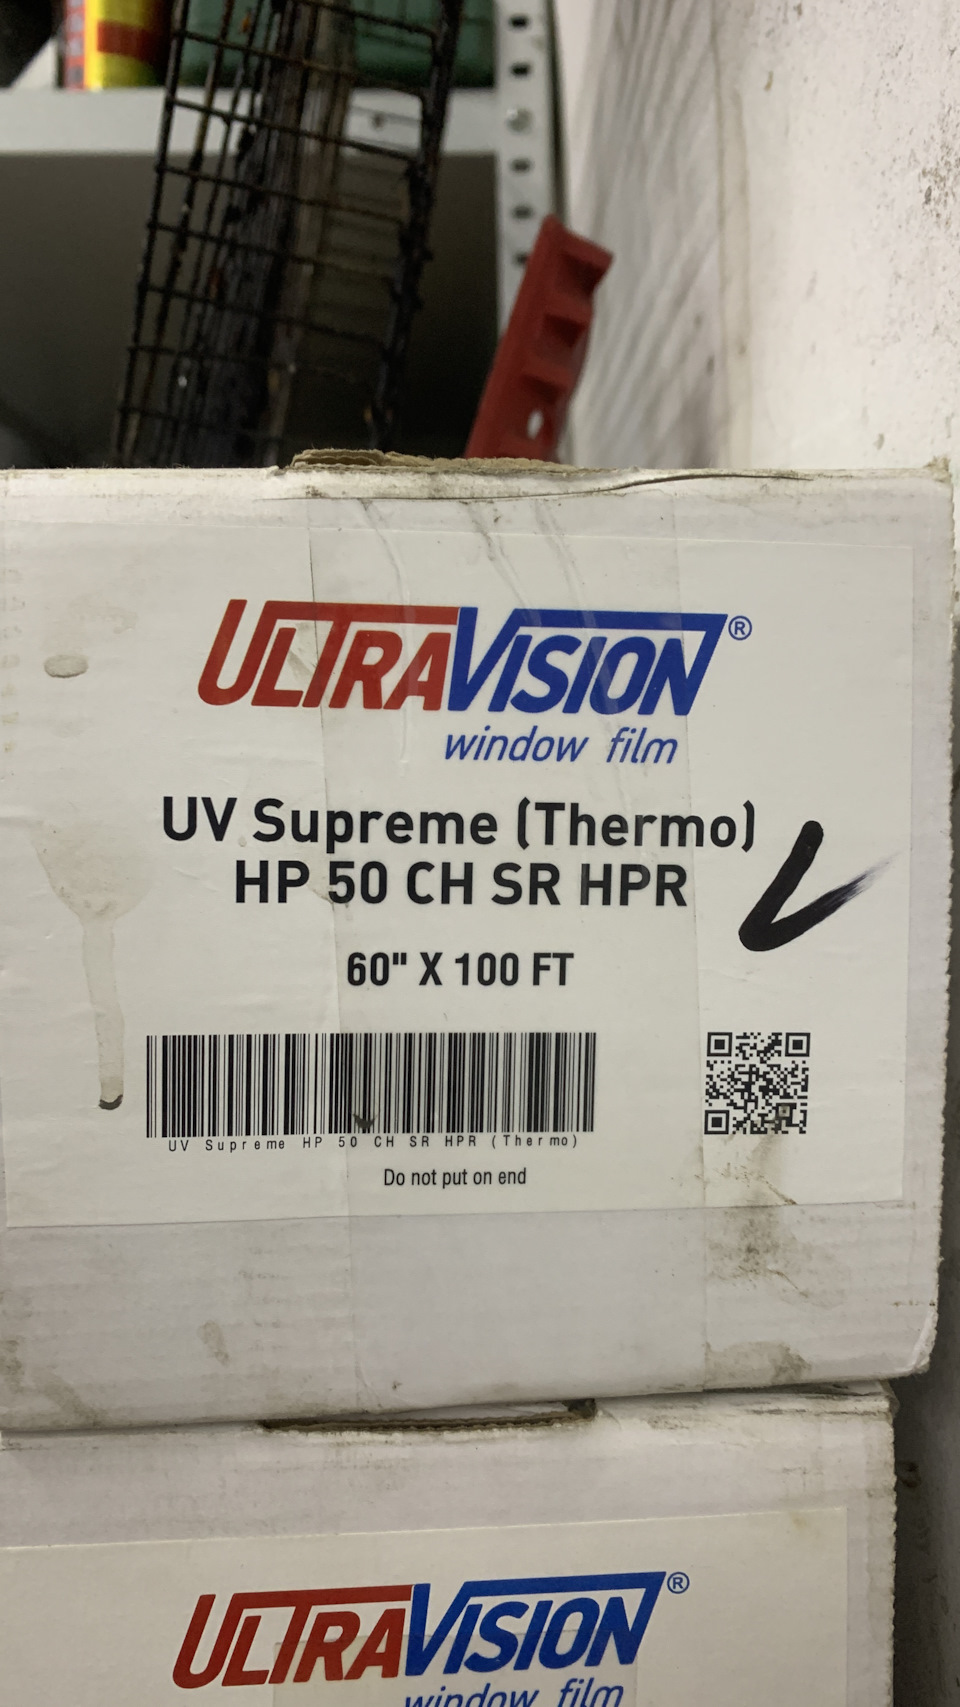 ULTRAVISION®
window film
UV Supreme (Thermo)
HP 50 CH SR HPR
60" X 100 FT
UV Supreme HP 50 CH SR HPR (Thermo)
Do not put on end
ULTRAVISION®
window film